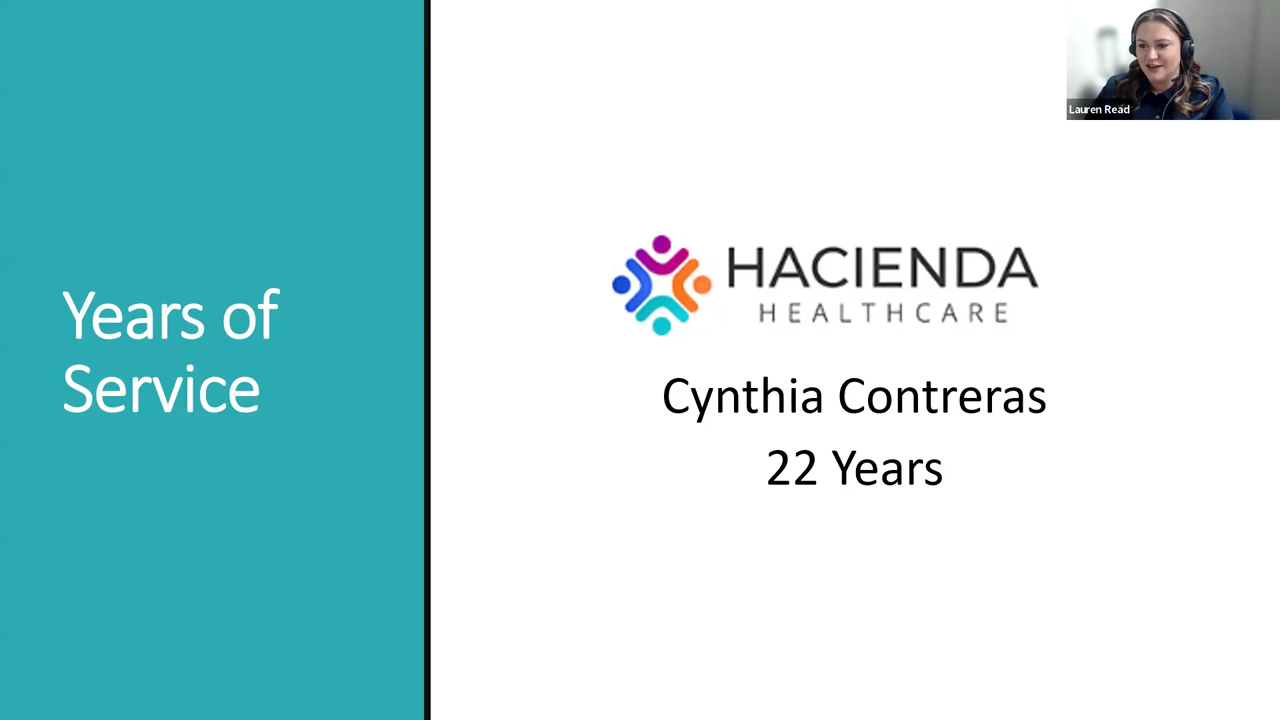 Years of
Service
HACIENDA
HEALTHCARE
Cynthia Contreras
22 Years
Lauren Read